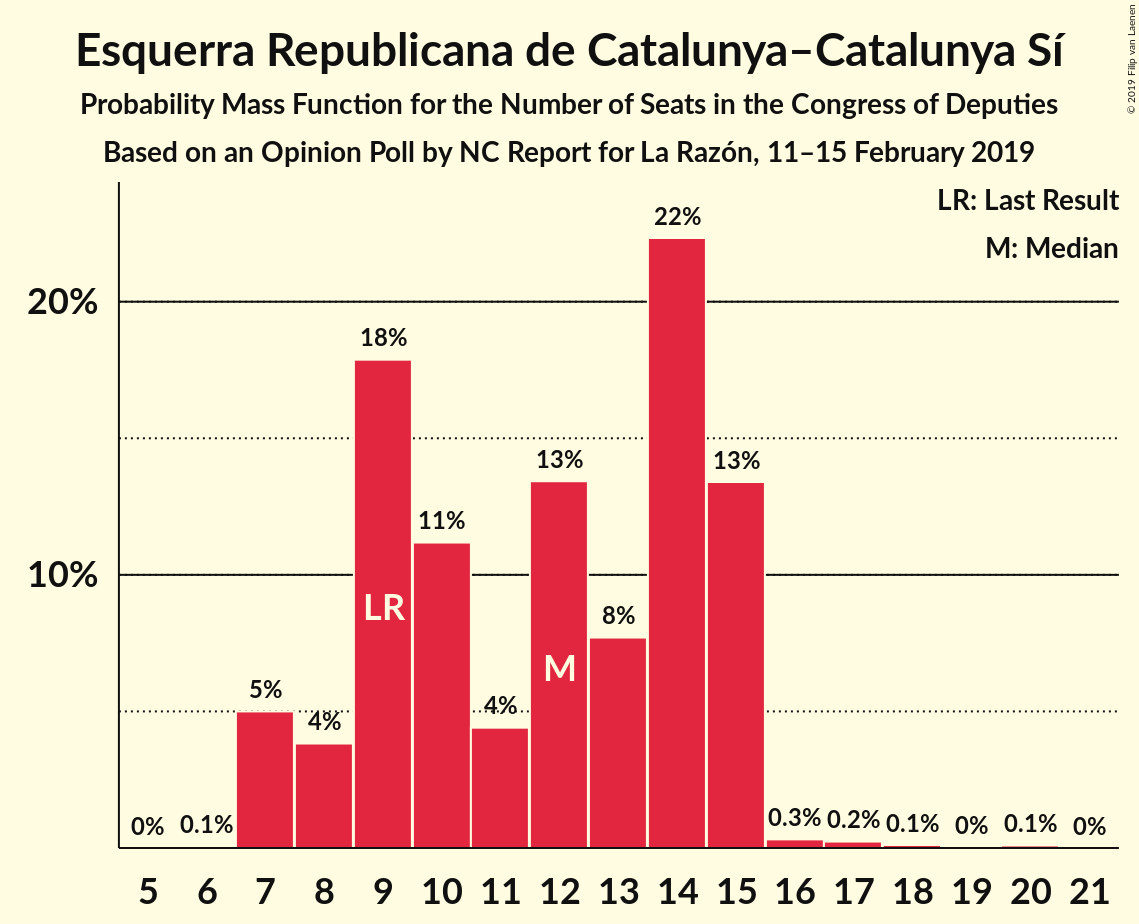 Esquerra Republicana de Catalunya–Catalunya Sí
Probability Mass Function for the Number of Seats in the Congress of Deputies
Based on an Opinion Poll by NC Report for La Razón, 11–15 February 2019
© 2019 Filip van Laenen
LR: Last Result
M: Median
22%
20%
18%
13%
13%
11%
10%
8%
LR
M
5%
4%
4%
0%
0.1%
0.3%
0.2%
0.1%
0%
0.1%
0%
5 6 7 8 9 10 11 12 13 14 15 16 17 18 19 20 21